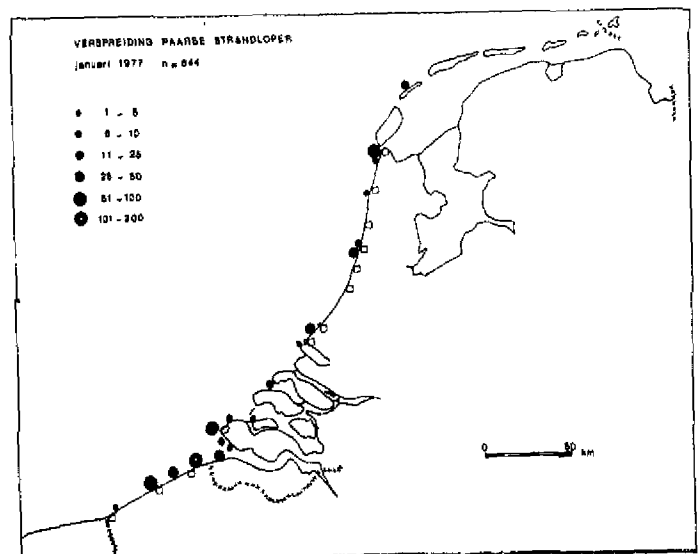 VERSPREIDING PAARSE STRANDLOPER
januari 1977 n = 644
1 - 5
6 - 10
11 - 25
26 - 50
51 - 100
101 - 200
0 50 km